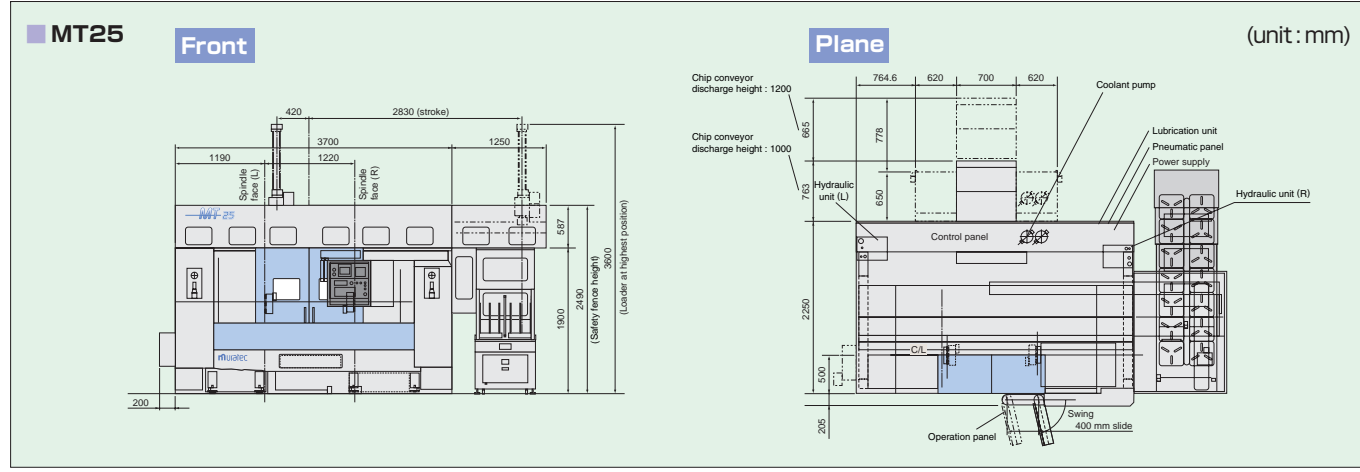 MT25
Front
Plane
(unit : mm)
420
2830 (stroke)
3700
1250
1190
1220
Spindle
face (L)
Spindle
face (R)
MT 25
587
1900
2490
(Safety fence height)
3600
(Loader at highest position)
muratec
200
Chip conveyor
discharge height : 1200
Chip conveyor
discharge height : 1000
764.6
620
700
620
Coolant pump
665
778
763
650
Lubrication unit
Pneumatic panel
Power supply
Hydraulic
unit (L)
Hydraulic unit (R)
Control panel
2250
C/L
500
205
Swing
400 mm slide
Operation panel